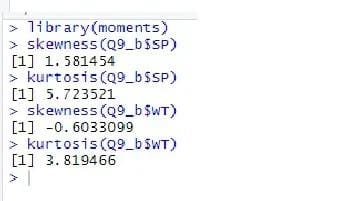 > library(moments)
> skewness(Q9_b$SP)
[1] 1.581454
> kurtosis(Q9_b$SP)
[1] 5.723521
> skewness(Q9_b$WT)
[1] -0.6033099
> kurtosis(Q9_b$WT)
[1] 3.819466
>